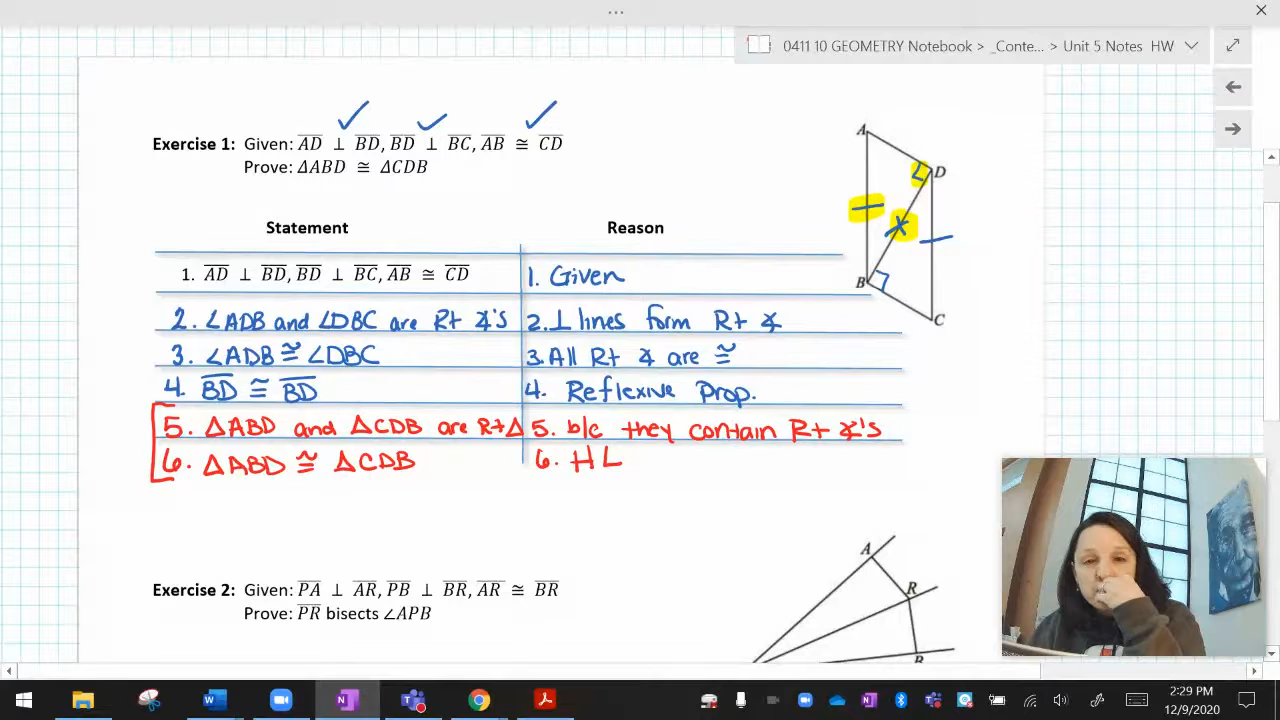 0411 10 GEOMETRY Notebook > _Conte... > Unit 5 Notes HW
Exercise 1: Given: AD ⊥ BD, BD ⊥ BC, AB ≅ CD
Prove: ΔABD ≅ ΔCDB
Statement Reason
1. AD ⊥ BD, BD ⊥ BC, AB ≅ CD 1. Given
2. ∠ADB and ∠DBC are Rt ∡'s 2. ⊥ lines form Rt ∡
3. ∠ADB ≅ ∠DBC 3. All Rt ∡ are ≅
4. BD ≅ BD 4. Reflexive Prop.
5. ΔABD and ΔCDB are Rt Δ 5. b/c they contain Rt ∡'s
6. ΔABD ≅ ΔCDB 6. HL
A
D
B
C
Exercise 2: Given: PA ⊥ AR, PB ⊥ BR, AR ≅ BR
Prove: PR bisects ∠APB
A
R
B
2:29 PM
12/9/2020